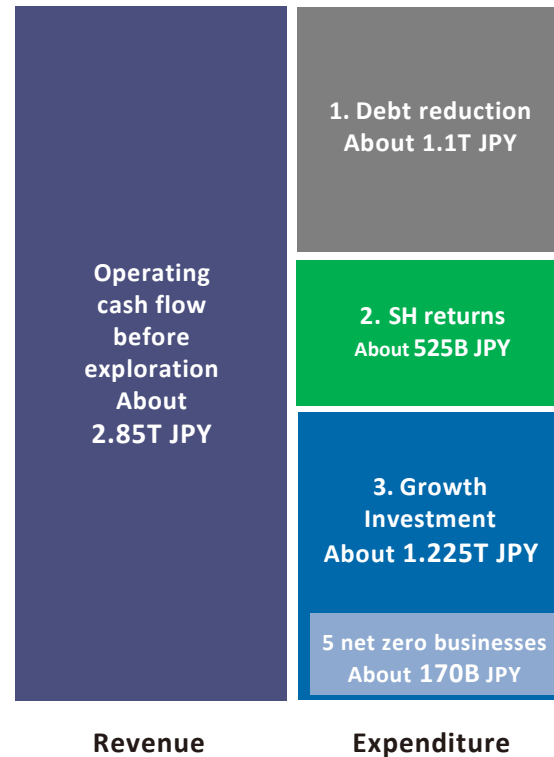 Operating
cash flow
before
exploration
About
2.85T JPY
1. Debt reduction
About 1.1T JPY
2. SH returns
About 525B JPY
3. Growth
Investment
About 1.225T JPY
5 net zero businesses
About 170B JPY
Revenue
Expenditure